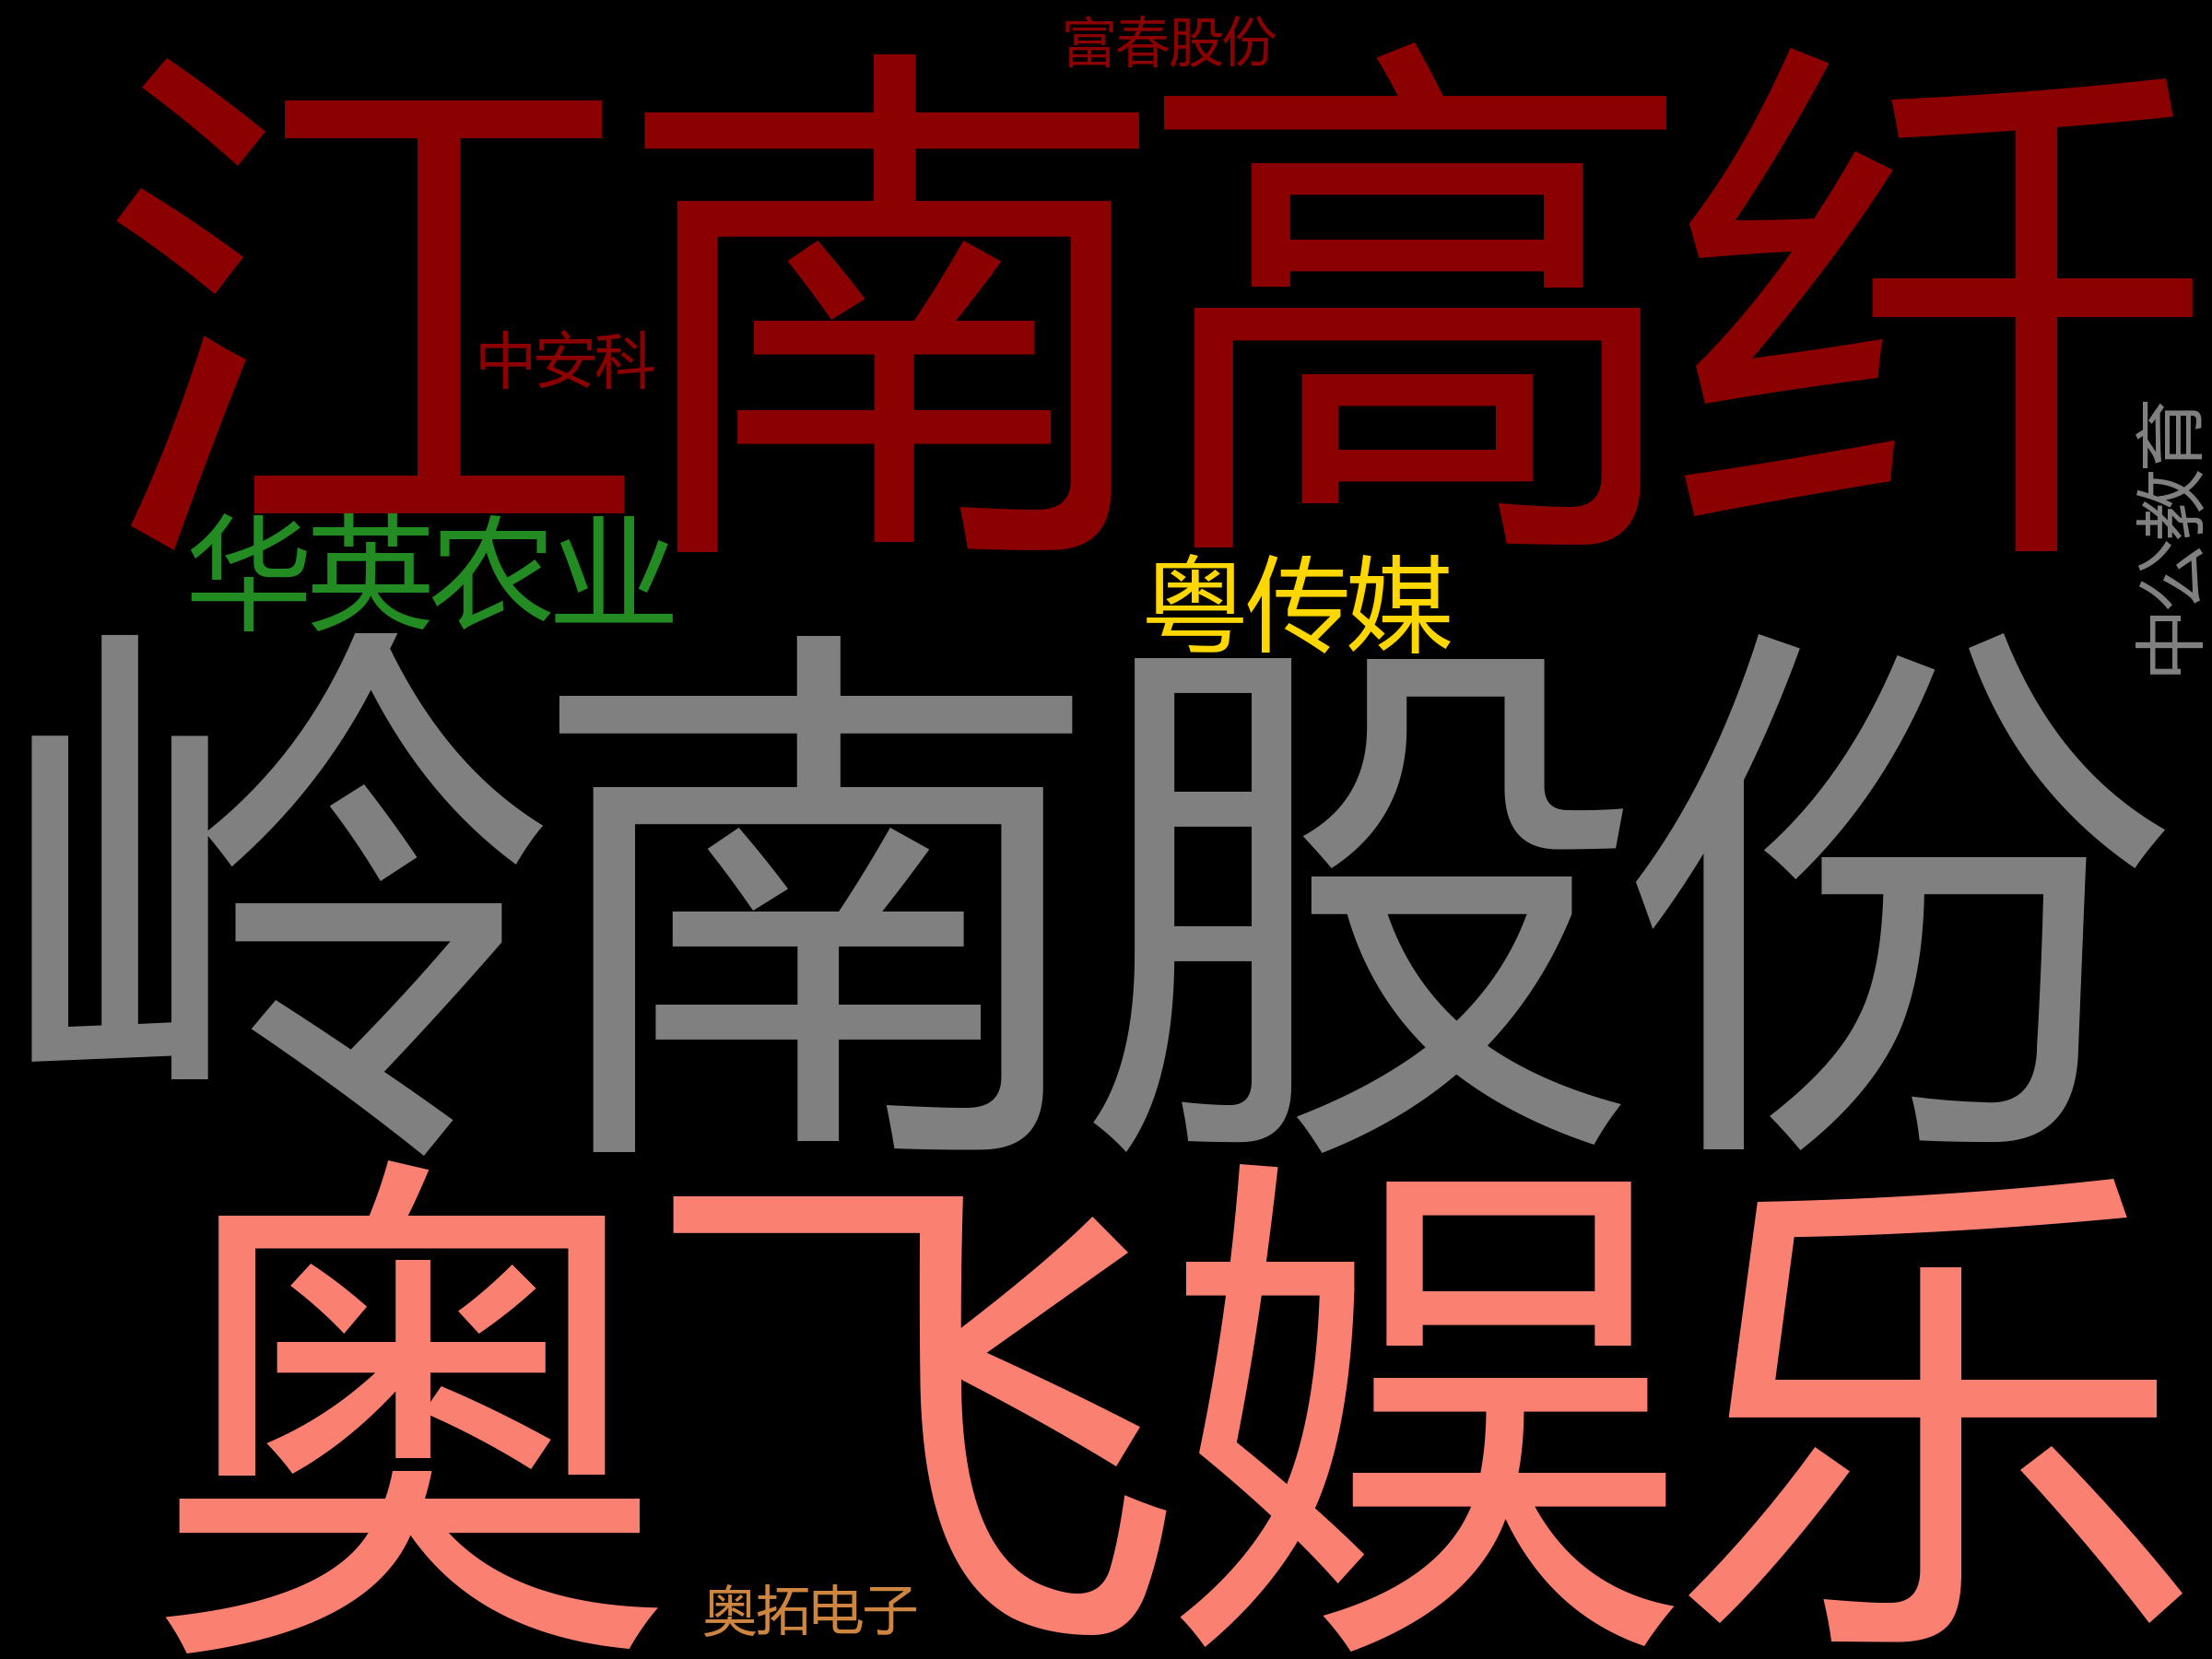 富春股份
江南高纤
中安科
中公教育
华英农业
粤传媒
岭南股份
奥飞娱乐
奥拓电子